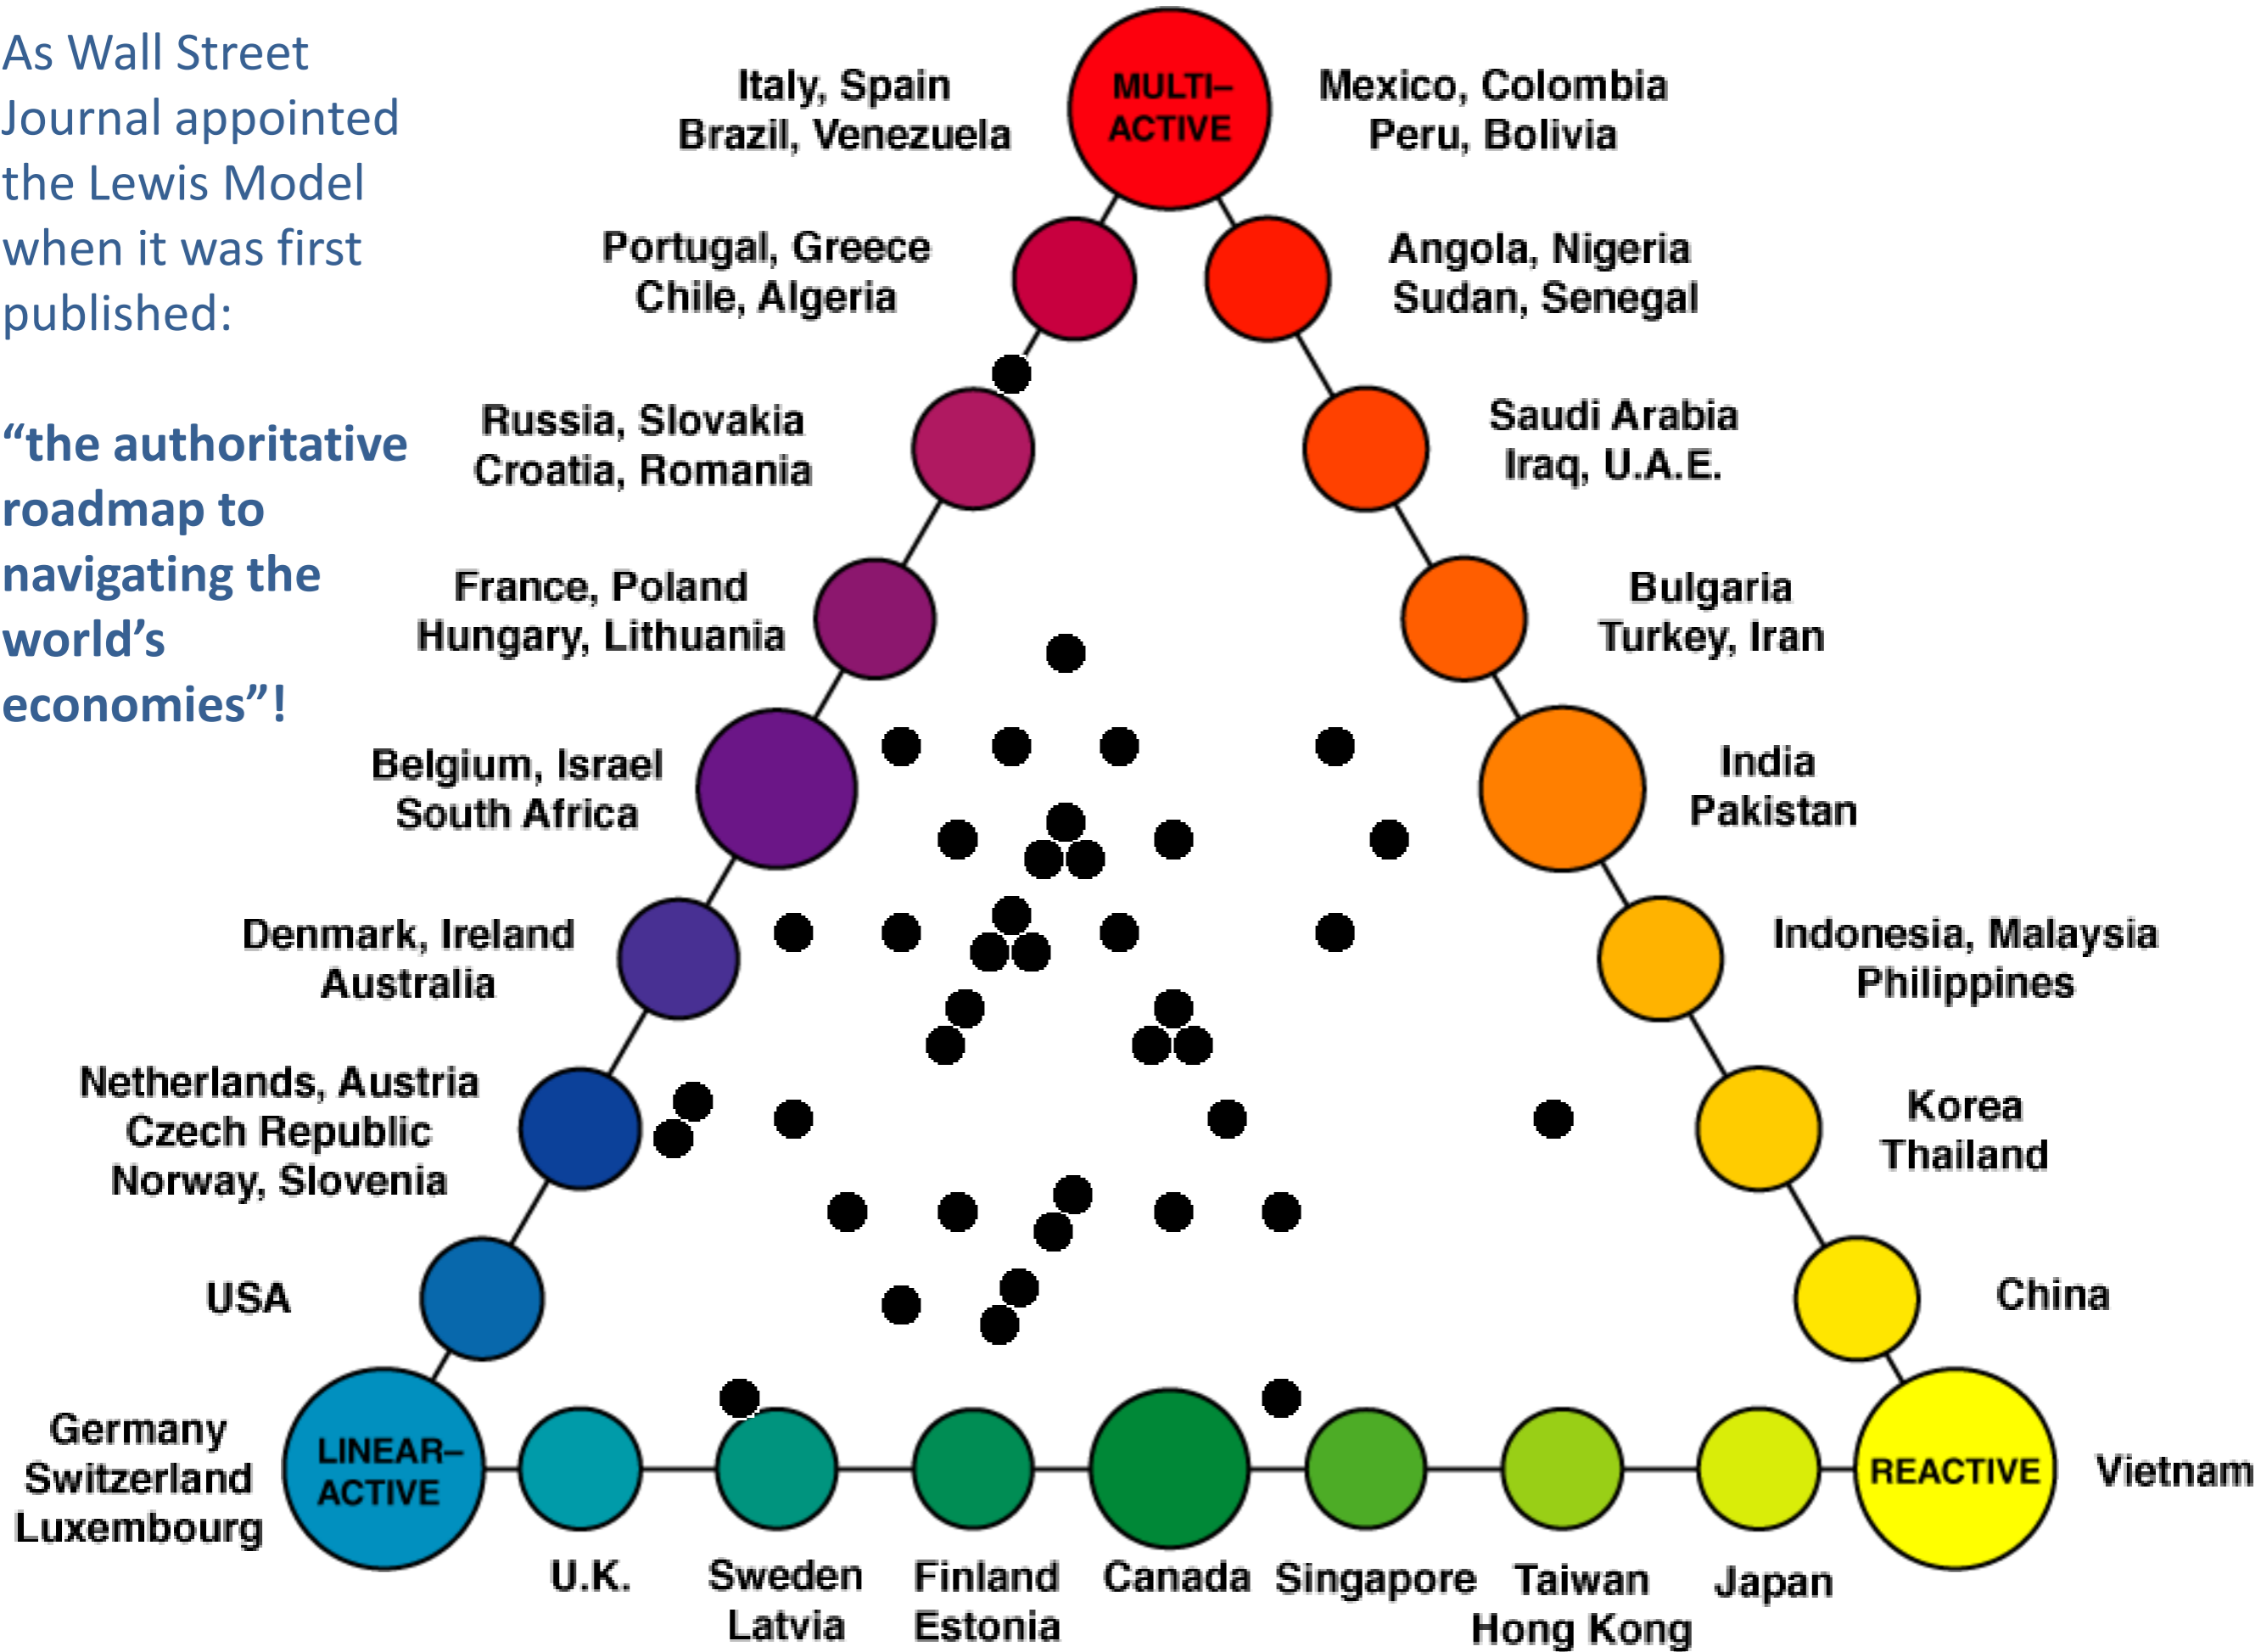 As Wall Street
Journal appointed
the Lewis Model
when it was first
published:
“the authoritative
roadmap to
navigating the
world’s
economies”!
MULTI–
ACTIVE
Italy, Spain
Brazil, Venezuela
Mexico, Colombia
Peru, Bolivia
Portugal, Greece
Chile, Algeria
Angola, Nigeria
Sudan, Senegal
Russia, Slovakia
Croatia, Romania
Saudi Arabia
Iraq, U.A.E.
France, Poland
Hungary, Lithuania
Bulgaria
Turkey, Iran
Belgium, Israel
South Africa
India
Pakistan
Denmark, Ireland
Australia
Indonesia, Malaysia
Philippines
Netherlands, Austria
Czech Republic
Norway, Slovenia
Korea
Thailand
USA
China
Germany
Switzerland
Luxembourg
LINEAR–
ACTIVE
REACTIVE
Vietnam
U.K.
Sweden
Latvia
Finland
Estonia
Canada
Singapore
Taiwan
Hong Kong
Japan